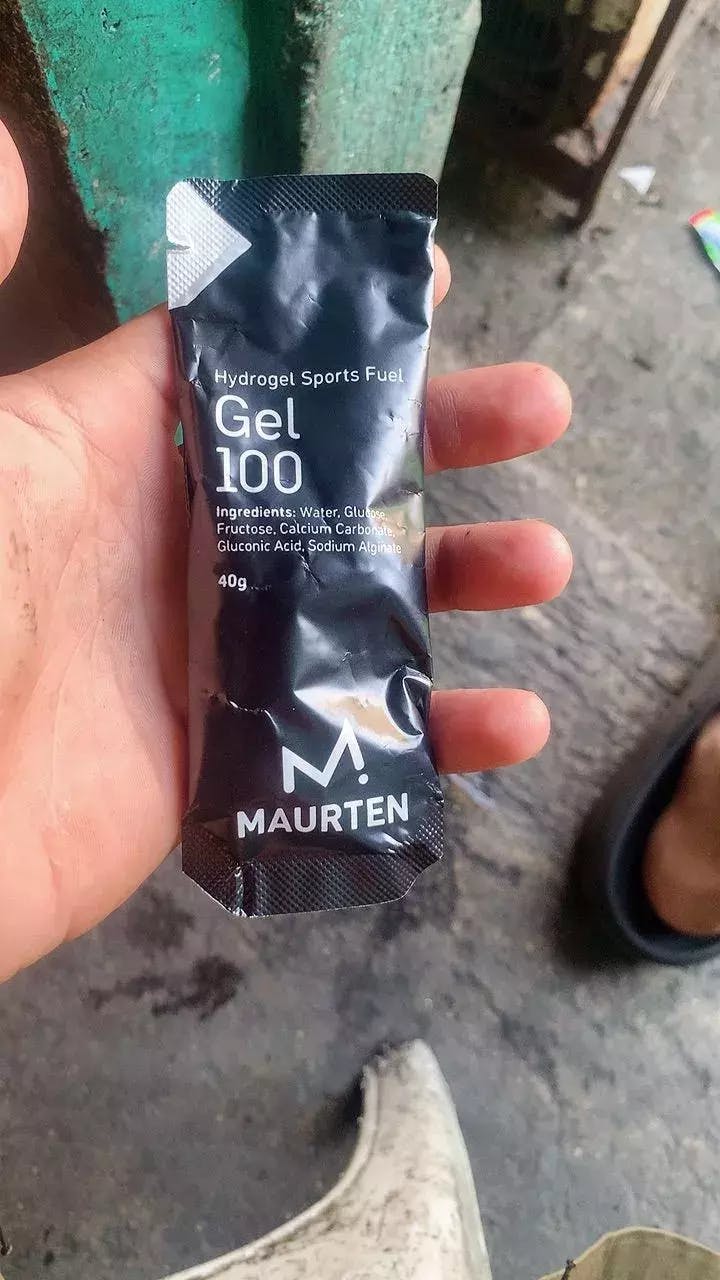 Hydrogel Sports Fuel
Gel
100
Ingredients: Water, Glucose,
Fructose, Calcium Carbonate,
Gluconic Acid, Sodium Alginate
40g
M.
MAURTEN